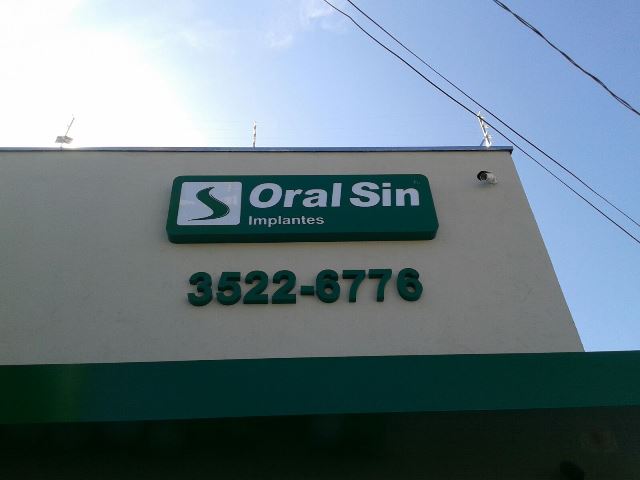 Oral Sin
Implantes
3522-6776